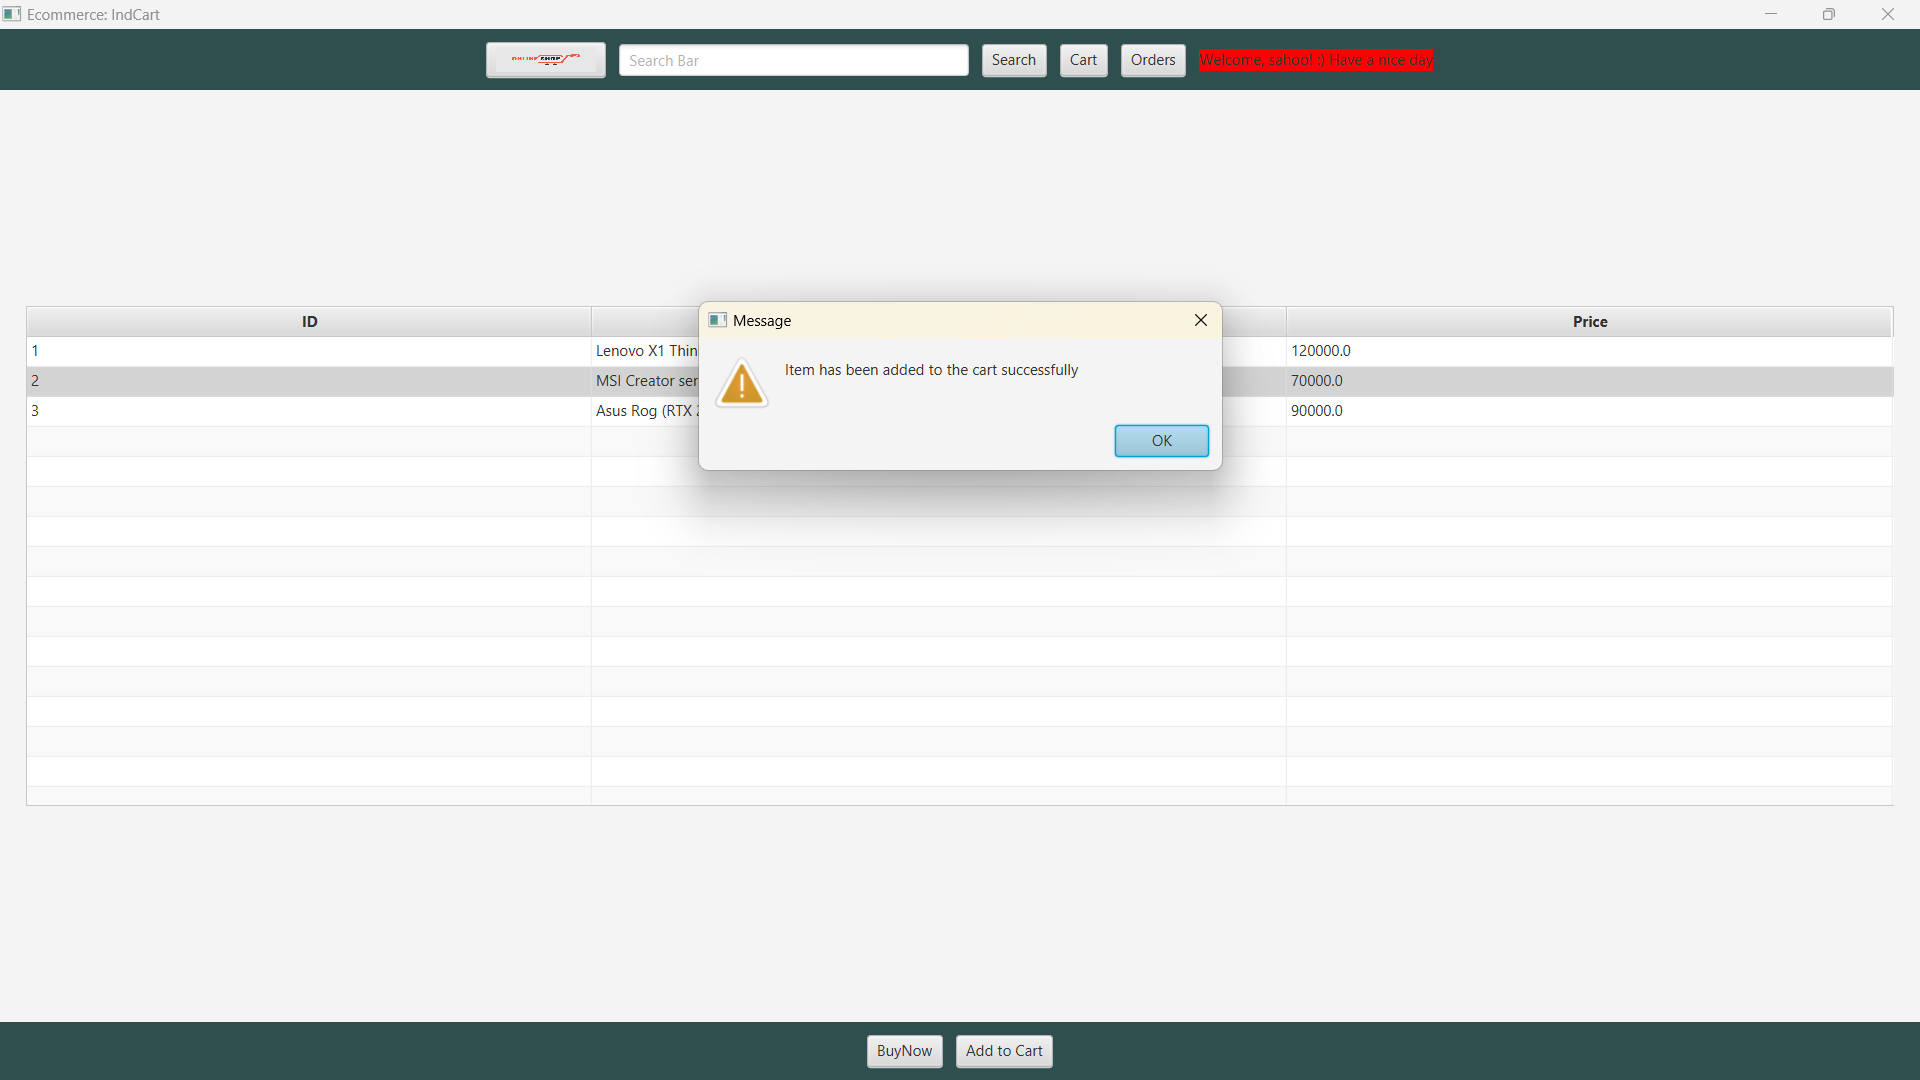 Ecommerce: IndCart
ONLINE SHOP
Search Bar
Search
Cart
Orders
Welcome, sahoo! :) Have a nice day
ID
Price
1
Lenovo X1 Thin
120000.0
2
MSI Creator ser
70000.0
3
Asus Rog (RTX
90000.0
Message
Item has been added to the cart successfully
OK
BuyNow
Add to Cart